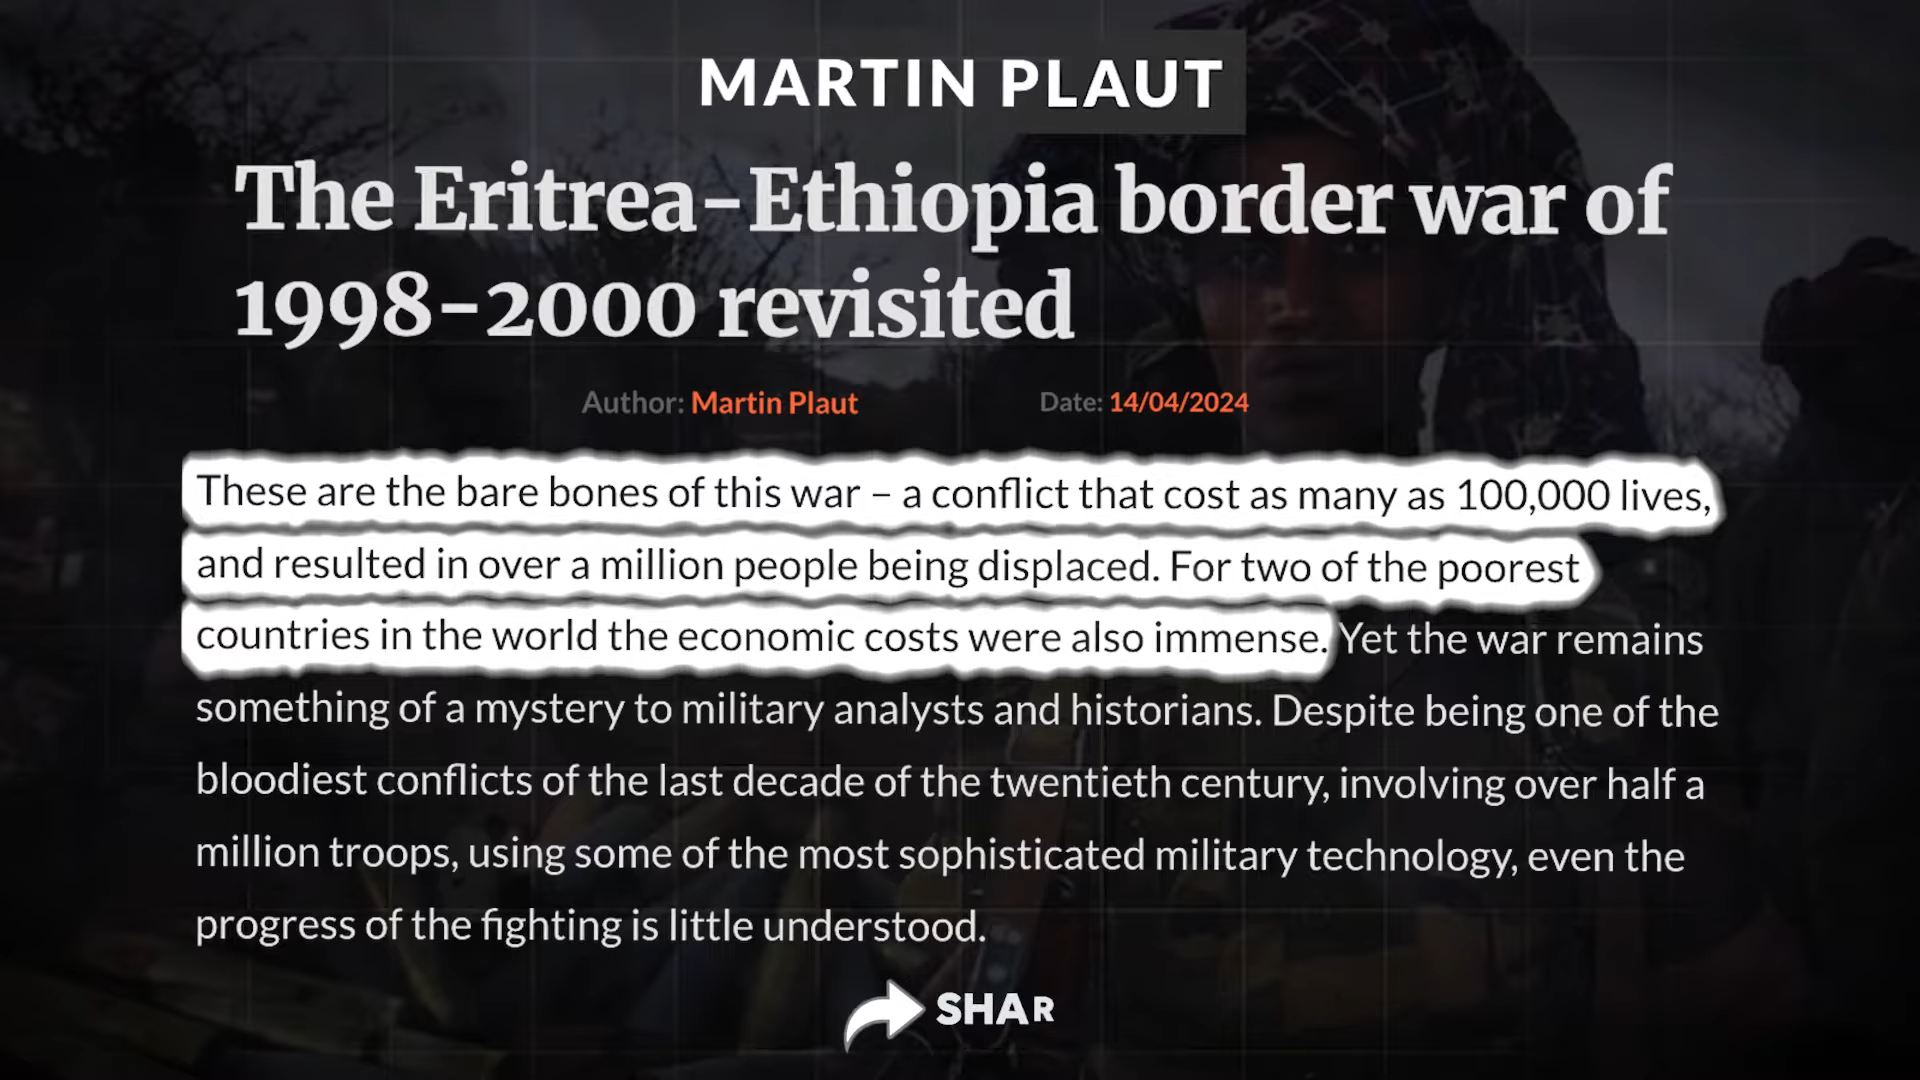 MARTIN PLAUT
The Eritrea-Ethiopia border war of
1998-2000 revisited
Author: Martin Plaut Date: 14/04/2024
These are the bare bones of this war – a conflict that cost as many as 100,000 lives,
and resulted in over a million people being displaced. For two of the poorest
countries in the world the economic costs were also immense. Yet the war remains
something of a mystery to military analysts and historians. Despite being one of the
bloodiest conflicts of the last decade of the twentieth century, involving over half a
million troops, using some of the most sophisticated military technology, even the
progress of the fighting is little understood.
SHAR